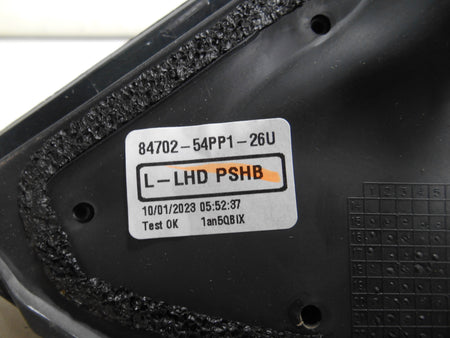 84702-54PP1-26U
L-LHD PSHB
10/01/2023 05:52:37
Test OK 1an5QBIX